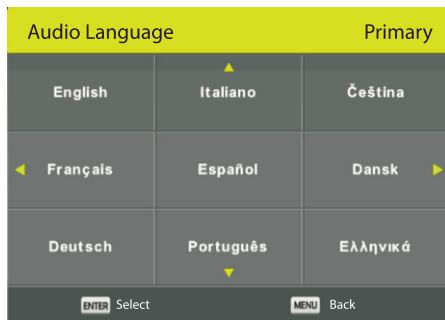 Audio Language Primary
English Italiano Čeština
Français Español Dansk
Deutsch Português Ελληνικά
ENTER Select MENU Back